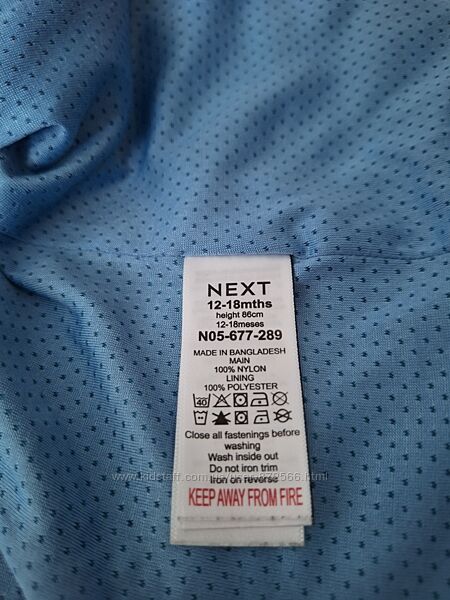 NEXT
12-18mths
height 86cm
12-18meses
N05-677-289
MADE IN BANGLADESH
MAIN
100% NYLON
LINING
100% POLYESTER
40
Close all fastenings before
washing
Wash inside out
Do not iron trim
Iron on reverse
KEEP AWAY FROM FIRE